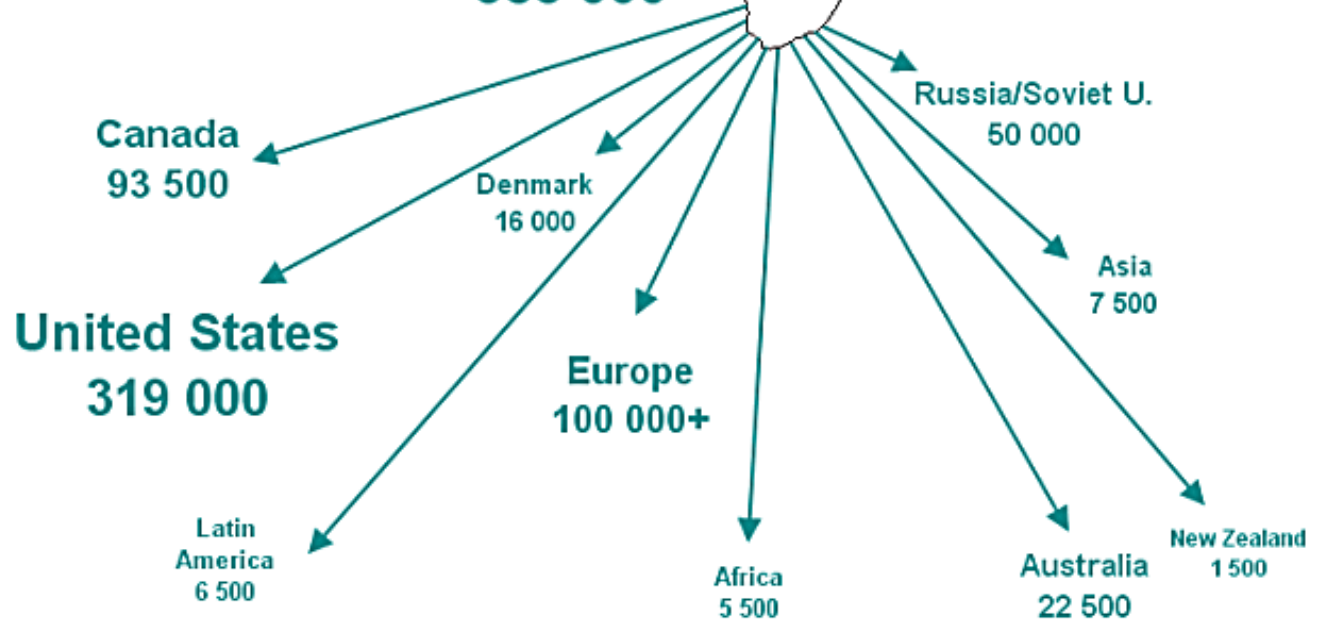 Russia/Soviet U.
50 000
Canada
93 500
Denmark
16 000
Asia
7 500
United States
319 000
Europe
100 000+
Latin
America
6 500
Africa
5 500
Australia
22 500
New Zealand
1 500